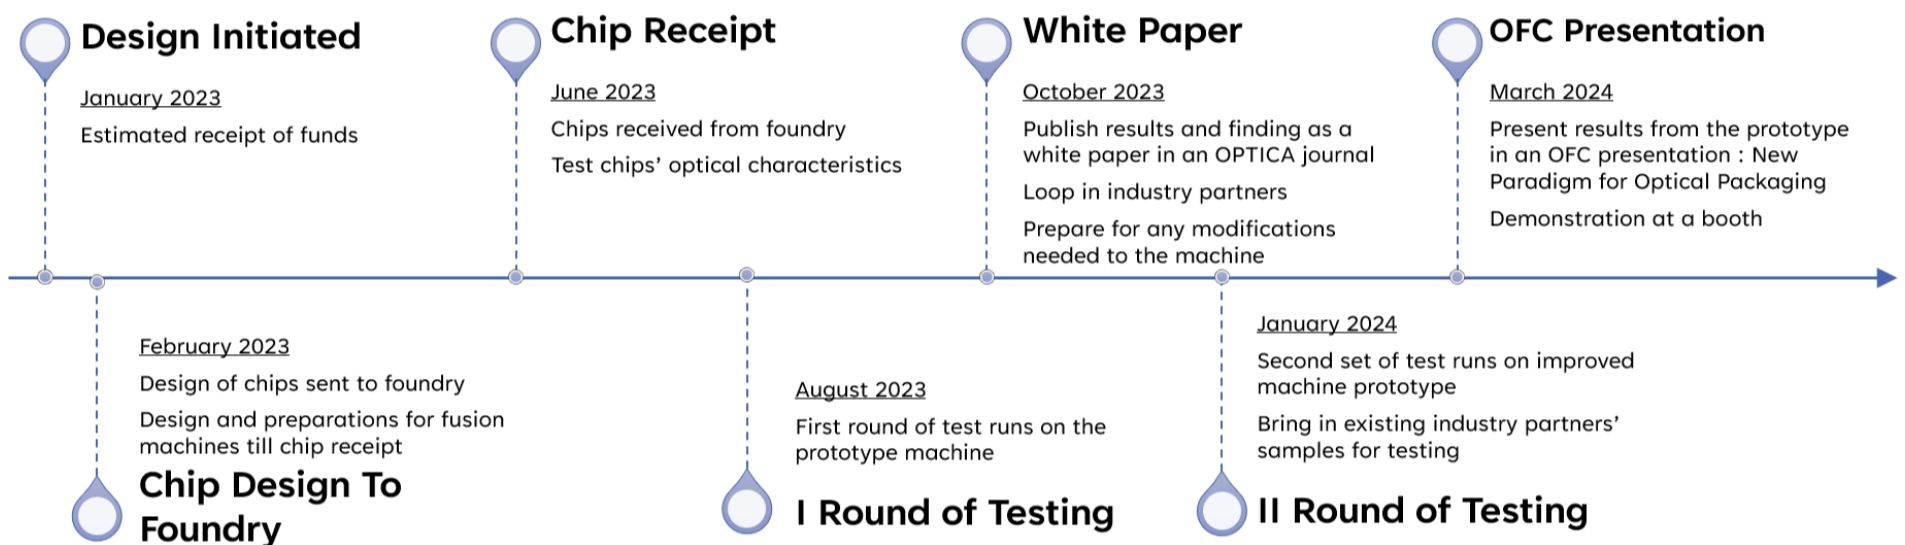 Design Initiated
January 2023
Estimated receipt of funds
Chip Receipt
June 2023
Chips received from foundry
Test chips’ optical characteristics
White Paper
October 2023
Publish results and finding as a
white paper in an OPTICA journal
Loop in industry partners
Prepare for any modifications
needed to the machine
OFC Presentation
March 2024
Present results from the prototype
in an OFC presentation : New
Paradigm for Optical Packaging
Demonstration at a booth
February 2023
Design of chips sent to foundry
Design and preparations for fusion
machines till chip receipt
Chip Design To
Foundry
August 2023
First round of test runs on the
prototype machine
I Round of Testing
January 2024
Second set of test runs on improved
machine prototype
Bring in existing industry partners’
samples for testing
II Round of Testing